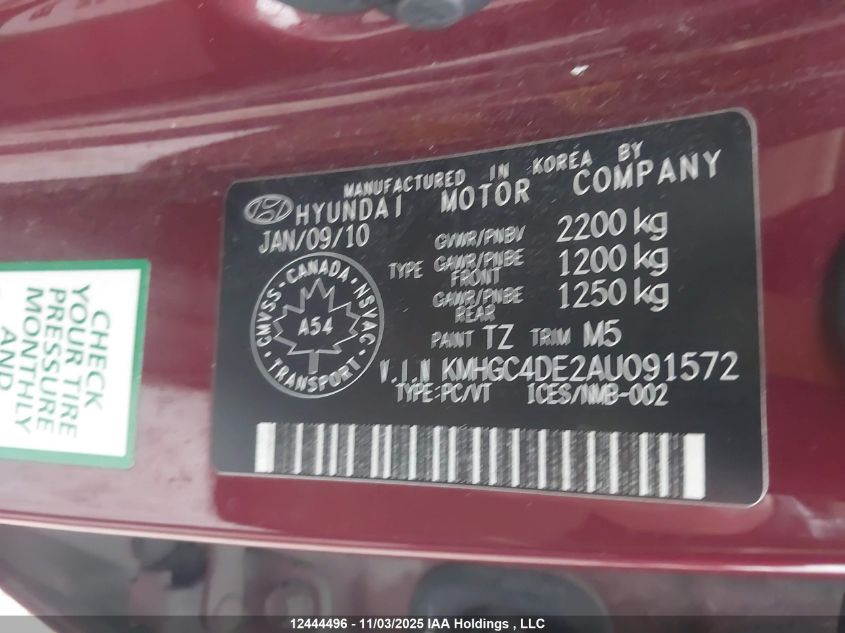 MANUFACTURED IN KOREA BY
HYUNDAI MOTOR COMPANY
JAN/09/10
GVWR/PNBV 2200 kg
TYPE GAWR/PNBE FRONT 1200 kg
GAWR/PNBE REAR 1250 kg
PAINT TZ TRIM M5
V.I.N KMHGC4DE2AU091572
TYPE:PC/VT ICES/NMB-002
CMVSS · CANADA · NSVAC
A54
· TRANSPORT ·
CHECK
YOUR TIRE
PRESSURE
MONTHLY
AND
12444496 - 11/03/2025 IAA Holdings , LLC